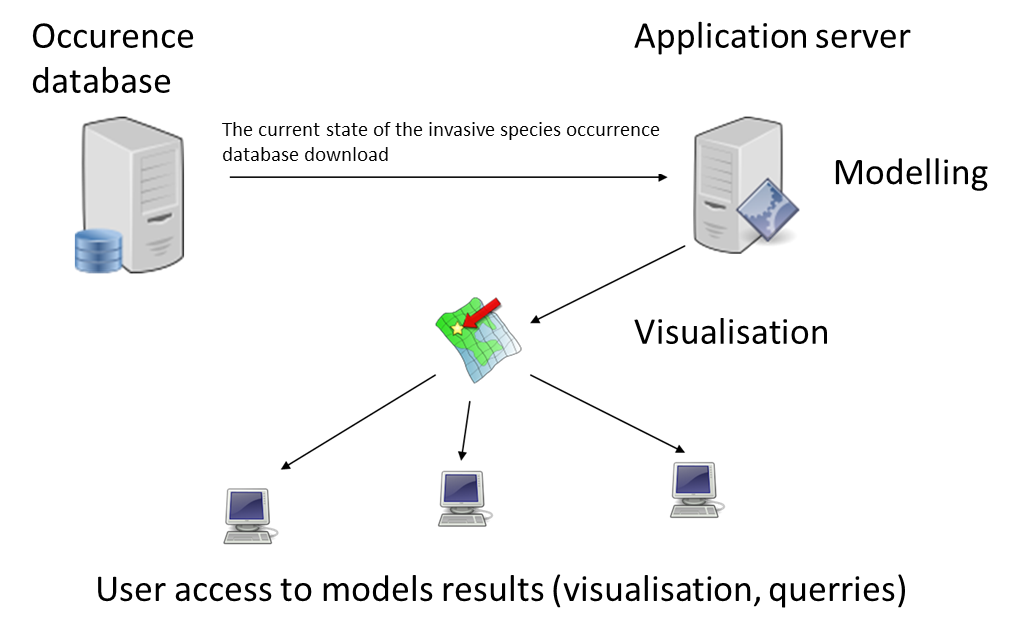 Occurence
database
Application server
The current state of the invasive species occurrence
database download
Modelling
Visualisation
User access to models results (visualisation, querries)